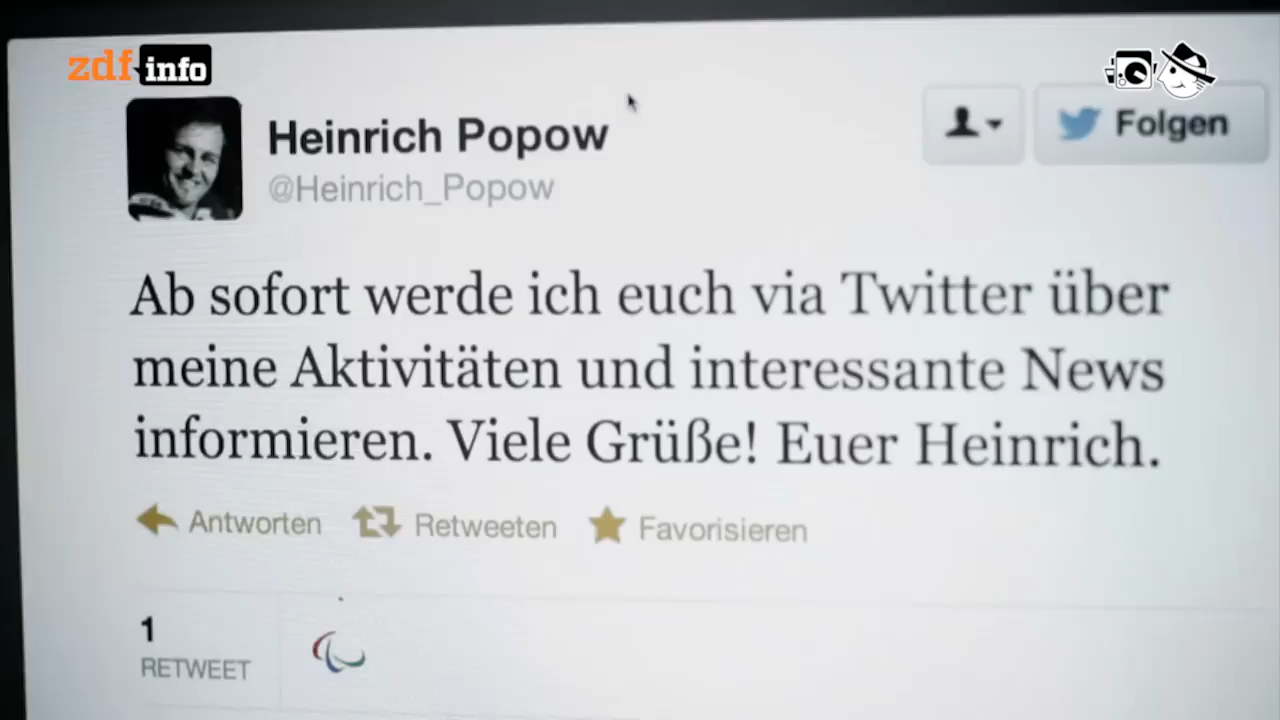 zdf info
Heinrich Popow
@Heinrich_Popow
Folgen
Ab sofort werde ich euch via Twitter über
meine Aktivitäten und interessante News
informieren. Viele Grüße! Euer Heinrich.
Antworten Retweeten Favorisieren
1
RETWEET